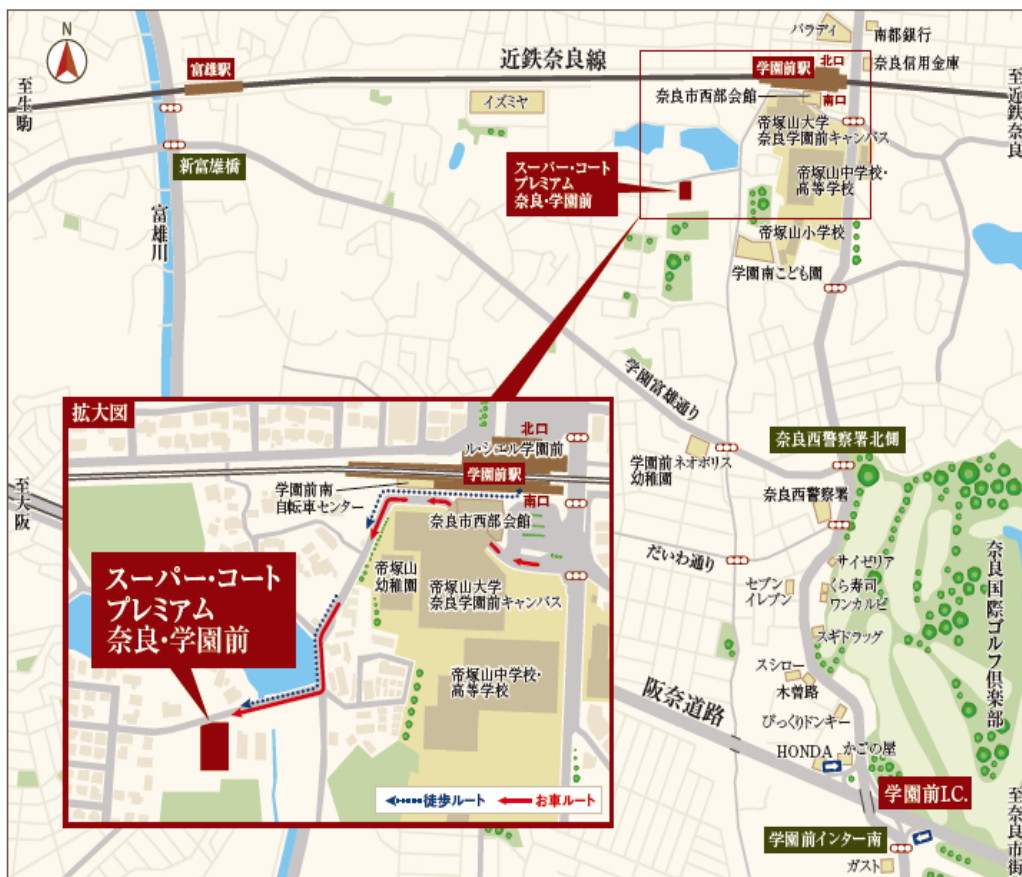 N
パラディ
南都銀行
近鉄奈良線
富雄駅
学園前駅
北口
奈良信用金庫
至生駒
イズミヤ
奈良市西部会館
南口
至近鉄奈良
帝塚山大学
奈良学園前キャンパス
新富雄橋
スーパー・コート
プレミアム
奈良・学園前
帝塚山中学校・
高等学校
富雄川
帝塚山小学校
学園南こども園
学園富雄通り
拡大図
北口
ル・シエル学園前
学園前駅
学園前南
自転車センター
南口
奈良市西部会館
帝塚山
幼稚園
帝塚山大学
奈良学園前キャンパス
スーパー・コート
プレミアム
奈良・学園前
帝塚山中学校・
高等学校
徒歩ルート
お車ルート
至大阪
奈良西警察署北側
学園前ネオポリス
幼稚園
奈良西警察署
だいわ通り
サイゼリア
セブン
イレブン
くら寿司
ワンカルビ
スギドラッグ
奈良国際ゴルフ倶楽部
スシロー
木曽路
阪奈道路
びっくりドンキー
HONDA
かごの屋
学園前I.C.
学園前インター南
至奈良市街
ガスト